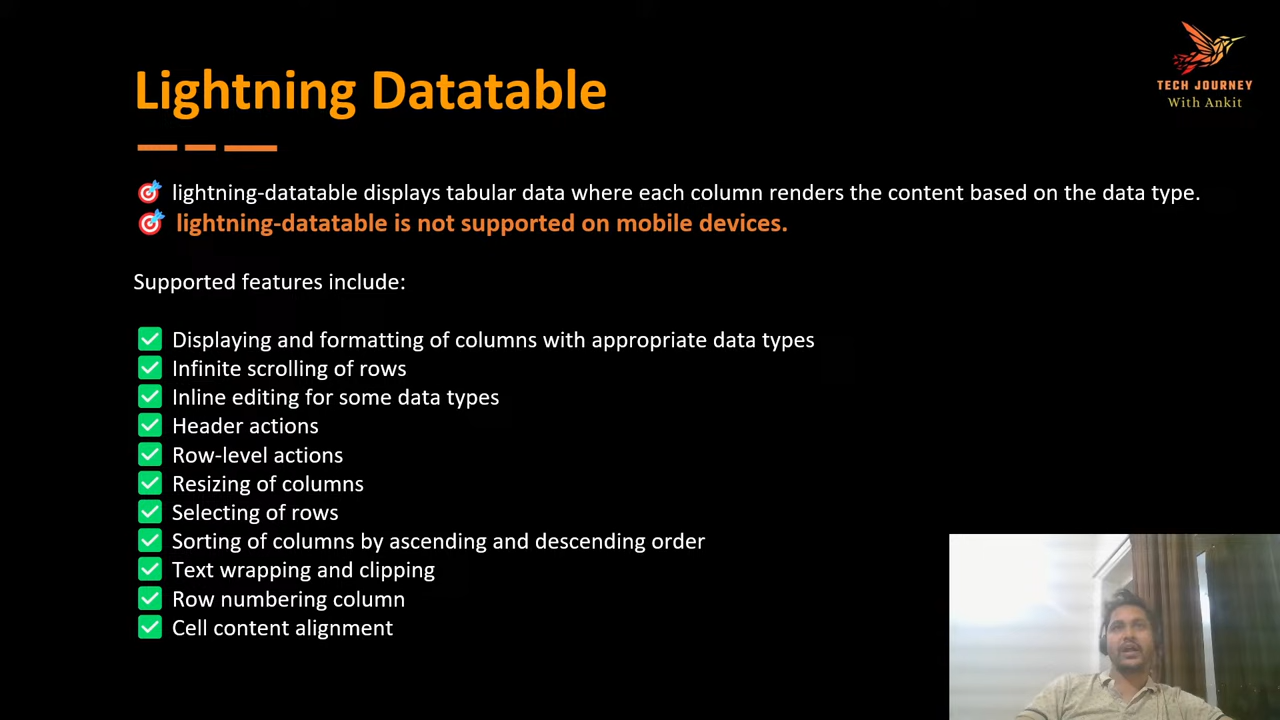 Lightning Datatable
TECH JOURNEY
With Ankit
lightning-datatable displays tabular data where each column renders the content based on the data type.
lightning-datatable is not supported on mobile devices.
Supported features include:
Displaying and formatting of columns with appropriate data types
Infinite scrolling of rows
Inline editing for some data types
Header actions
Row-level actions
Resizing of columns
Selecting of rows
Sorting of columns by ascending and descending order
Text wrapping and clipping
Row numbering column
Cell content alignment